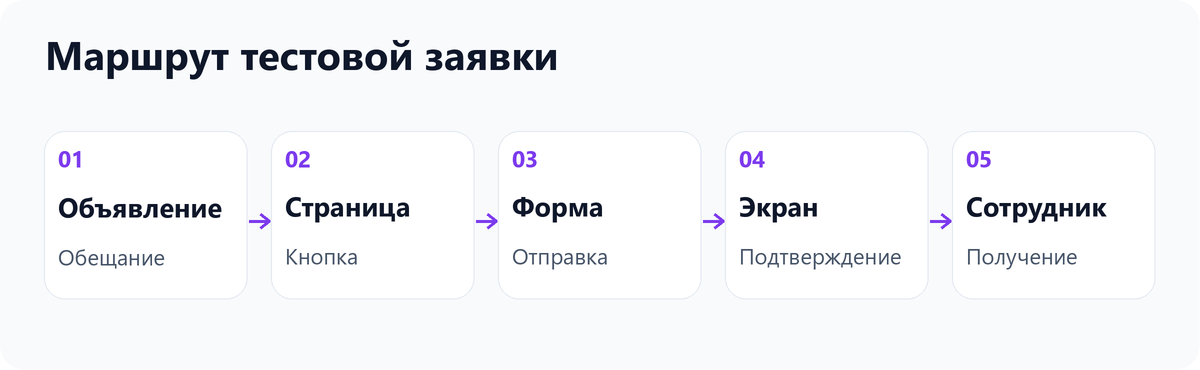 Маршрут тестовой заявки
01
Объявление
Обещание
02
Страница
Кнопка
03
Форма
Отправка
04
Экран
Подтверждение
05
Сотрудник
Получение